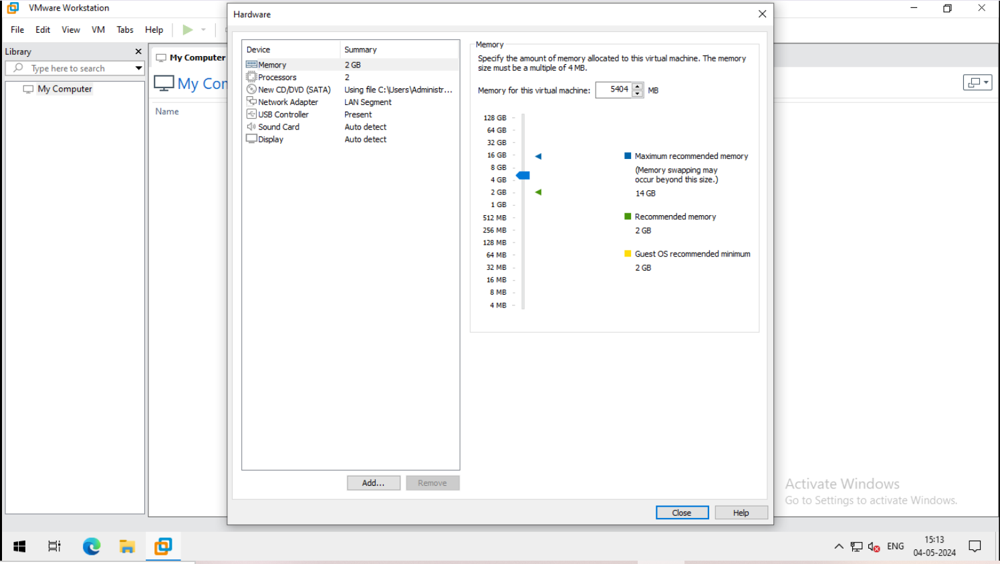 VMware Workstation
File Edit View VM Tabs Help
Library
Type here to search
My Computer
My Computer
My Con
Name
Hardware
Device Summary
Memory 2 GB
Processors 2
New CD/DVD (SATA) Using file C:\Users\Administr...
Network Adapter LAN Segment
USB Controller Present
Sound Card Auto detect
Display Auto detect
Add...
Remove
Memory
Specify the amount of memory allocated to this virtual machine. The memory
size must be a multiple of 4 MB.
Memory for this virtual machine: 5404 MB
128 GB
64 GB
32 GB
16 GB
8 GB
4 GB
2 GB
1 GB
512 MB
256 MB
128 MB
64 MB
32 MB
16 MB
8 MB
4 MB
Maximum recommended memory
(Memory swapping may
occur beyond this size.)
14 GB
Recommended memory
2 GB
Guest OS recommended minimum
2 GB
Close
Help
Activate Windows
Go to Settings to activate Windows.
ENG
15:13
04-05-2024